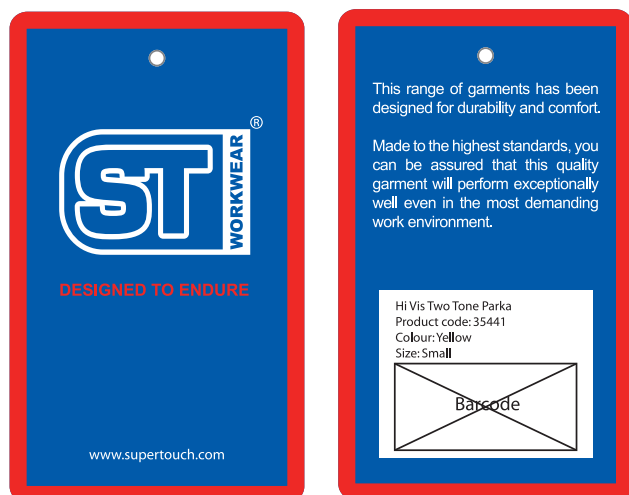 ST
WORKWEAR
®
DESIGNED TO ENDURE
www.supertouch.com
This range of garments has been
designed for durability and comfort.
Made to the highest standards, you
can be assured that this quality
garment will perform exceptionally
well even in the most demanding
work environment.
Hi Vis Two Tone Parka
Product code: 35441
Colour: Yellow
Size: Small
Barcode